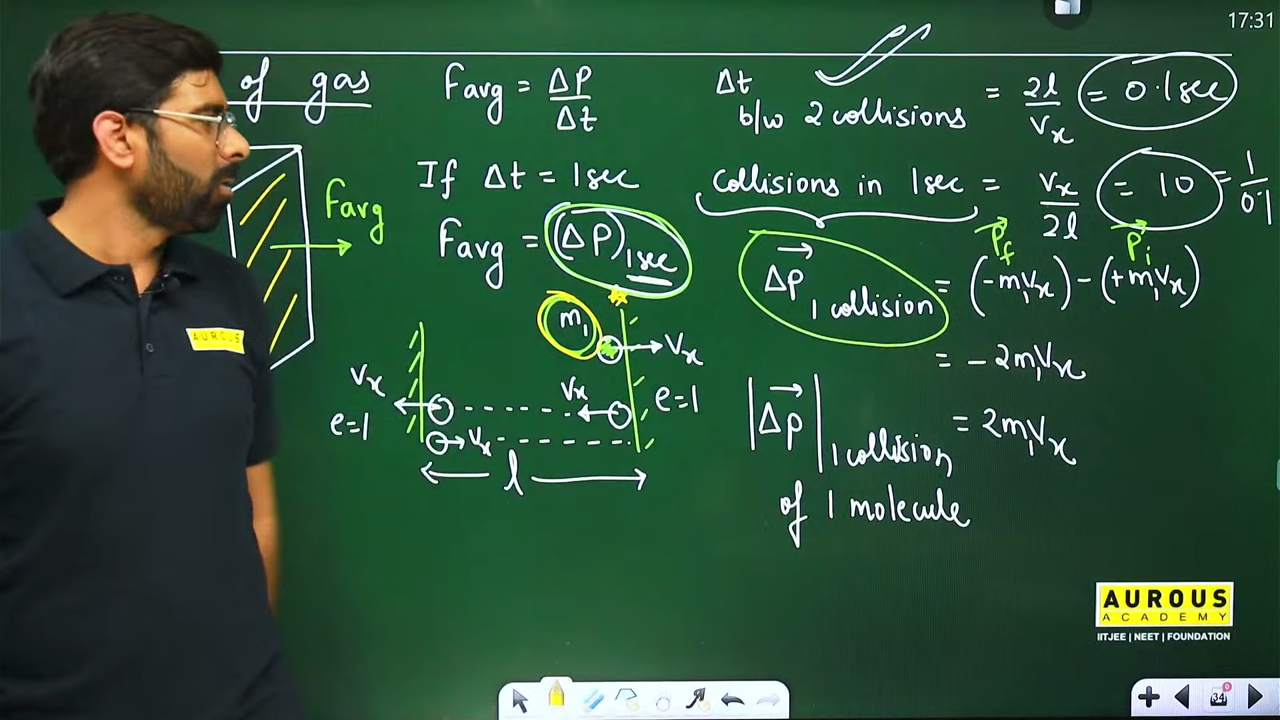 17:31
of gas
Favg = ΔP/Δt
Δt b/w 2 collisions = 2l/vx = 0.1sec
If Δt = 1sec
collisions in 1sec = vx/2l = 10 = 1/0.1
Favg
Favg = (ΔP)1sec
Pf Pi
ΔP 1 collision = (-m1vx) - (+m1vx)
= - 2m1vx
m1
vx
vx
vx
e=1
e=1
vx
l
|ΔP| 1 collision = 2m1vx
of 1 molecule
AUROUS
AUROUS
ACADEMY
IITJEE | NEET | FOUNDATION
34